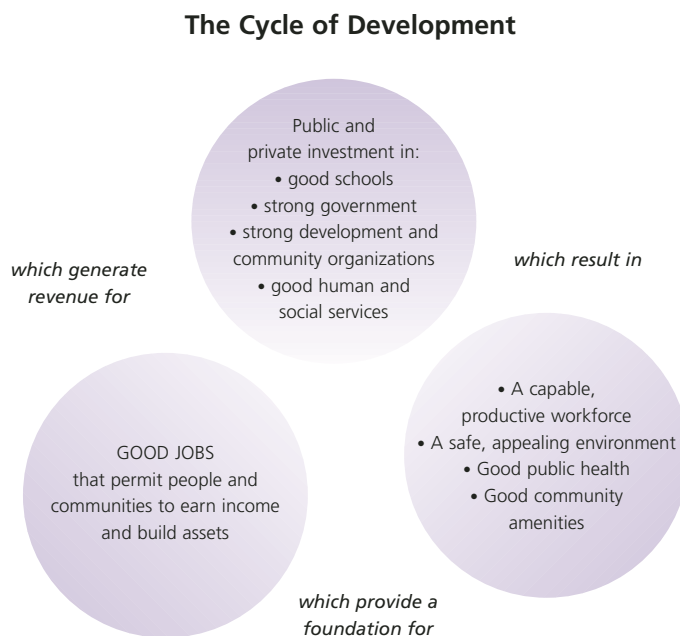 The Cycle of Development
Public and
private investment in:
• good schools
• strong government
• strong development and
community organizations
• good human and
social services
which generate
revenue for
which result in
• A capable,
productive workforce
• A safe, appealing environment
• Good public health
• Good community
amenities
GOOD JOBS
that permit people and
communities to earn income
and build assets
which provide a
foundation for